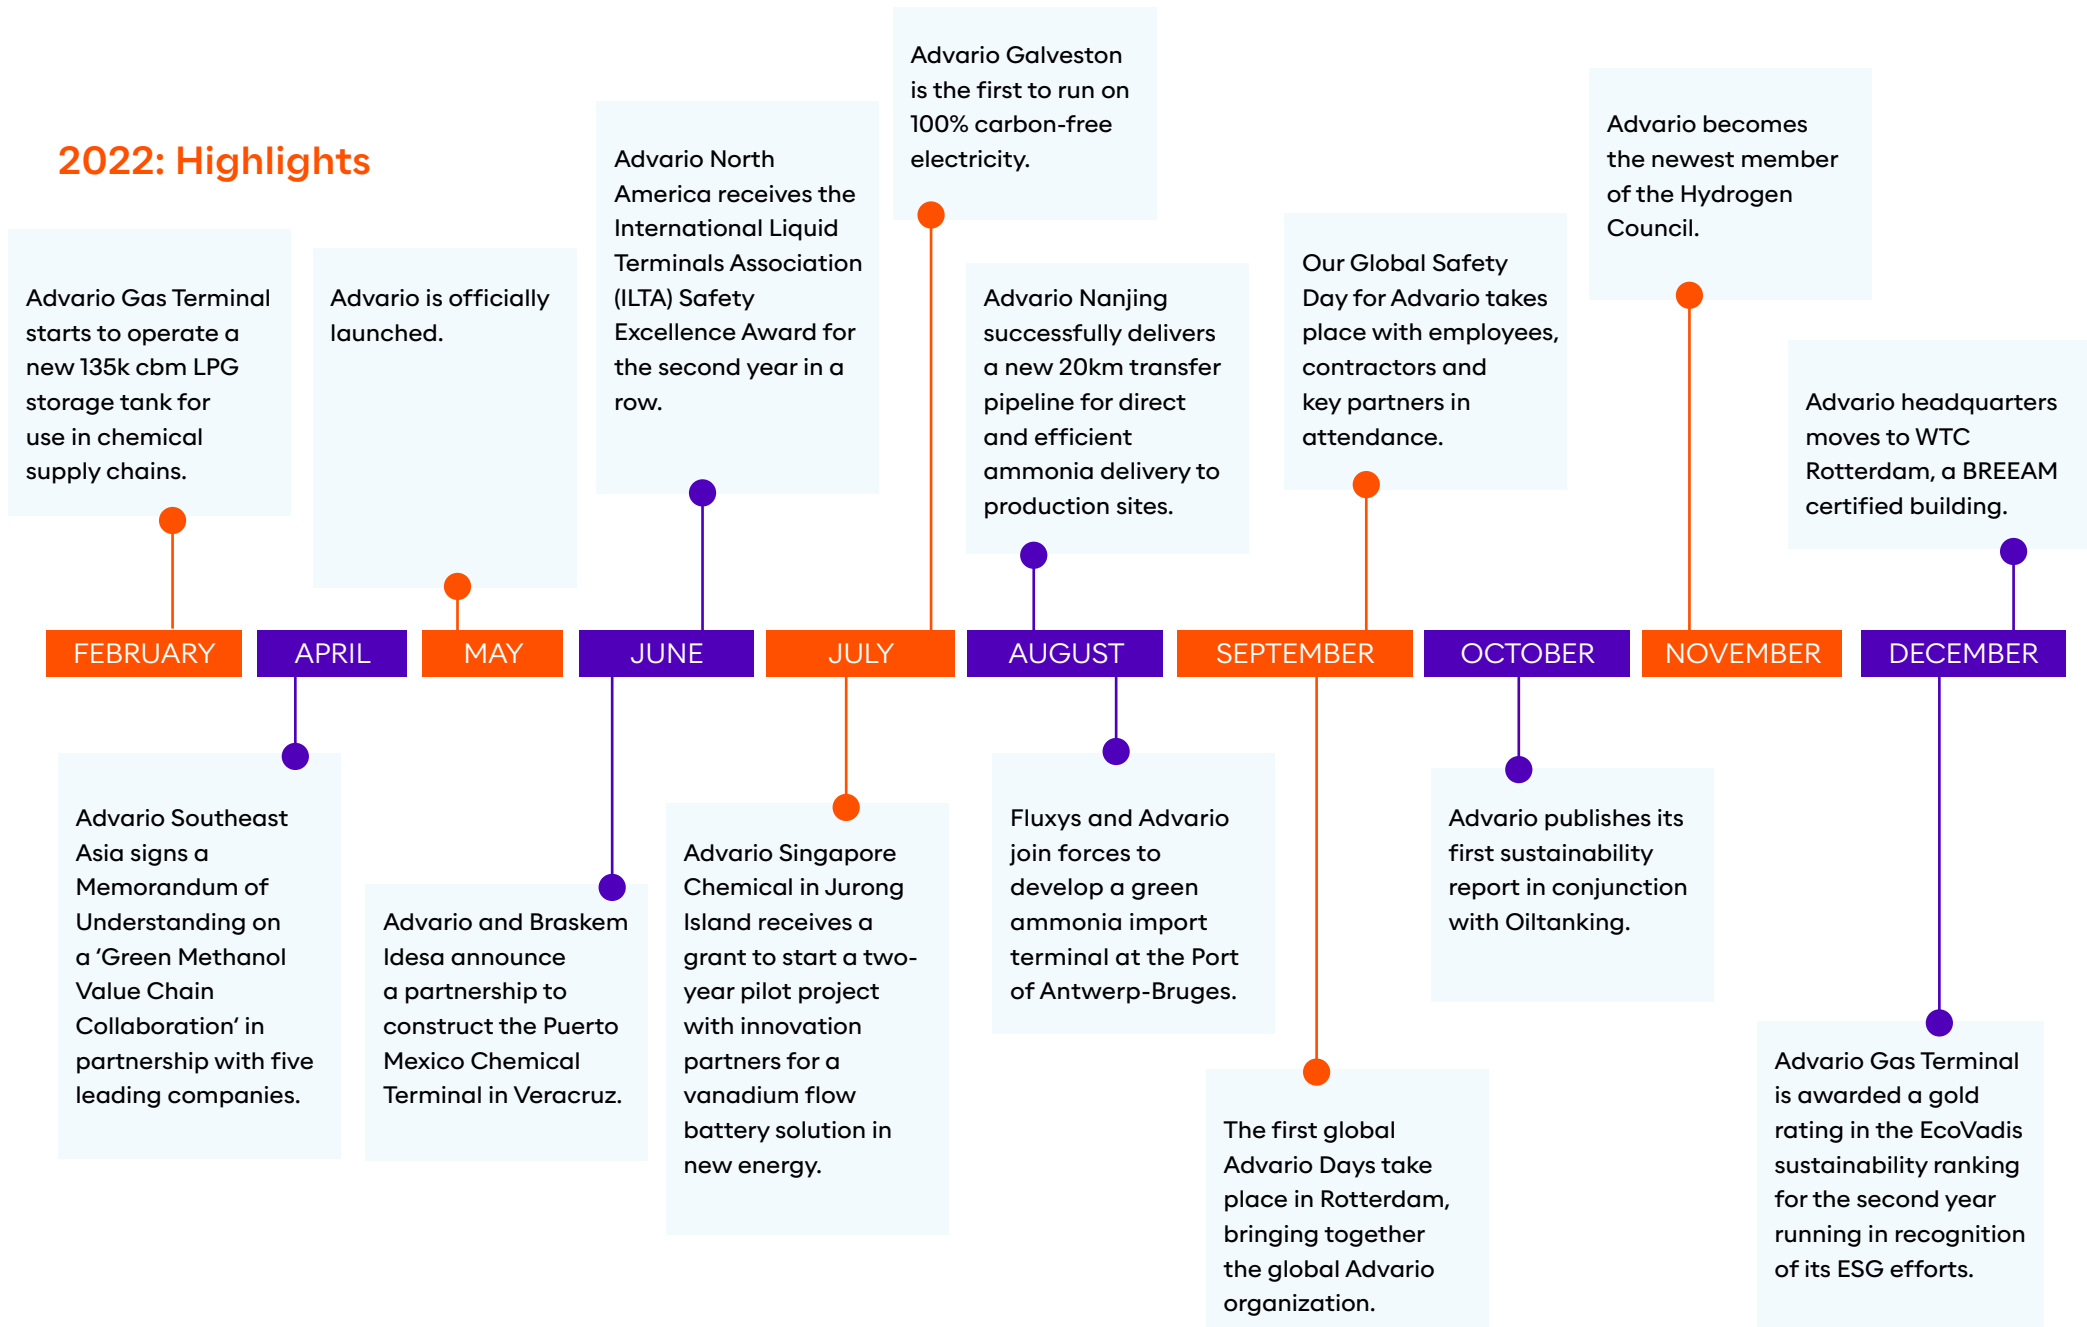 2022: Highlights
Advario Gas Terminal
starts to operate a
new 135k cbm LPG
storage tank for
use in chemical
supply chains.
Advario is officially
launched.
Advario North
America receives the
International Liquid
Terminals Association
(ILTA) Safety
Excellence Award for
the second year in a
row.
Advario Galveston
is the first to run on
100% carbon-free
electricity.
Advario Nanjing
successfully delivers
a new 20km transfer
pipeline for direct
and efficient
ammonia delivery to
production sites.
Our Global Safety
Day for Advario takes
place with employees,
contractors and
key partners in
attendance.
Advario becomes
the newest member
of the Hydrogen
Council.
Advario headquarters
moves to WTC
Rotterdam, a BREEAM
certified building.
FEBRUARY
APRIL
MAY
JUNE
JULY
AUGUST
SEPTEMBER
OCTOBER
NOVEMBER
DECEMBER
Advario Southeast
Asia signs a
Memorandum of
Understanding on
a ‘Green Methanol
Value Chain
Collaboration‘ in
partnership with five
leading companies.
Advario and Braskem
Idesa announce
a partnership to
construct the Puerto
Mexico Chemical
Terminal in Veracruz.
Advario Singapore
Chemical in Jurong
Island receives a
grant to start a two-
year pilot project
with innovation
partners for a
vanadium flow
battery solution in
new energy.
Fluxys and Advario
join forces to
develop a green
ammonia import
terminal at the Port
of Antwerp-Bruges.
The first global
Advario Days take
place in Rotterdam,
bringing together
the global Advario
organization.
Advario publishes its
first sustainability
report in conjunction
with Oiltanking.
Advario Gas Terminal
is awarded a gold
rating in the EcoVadis
sustainability ranking
for the second year
running in recognition
of its ESG efforts.